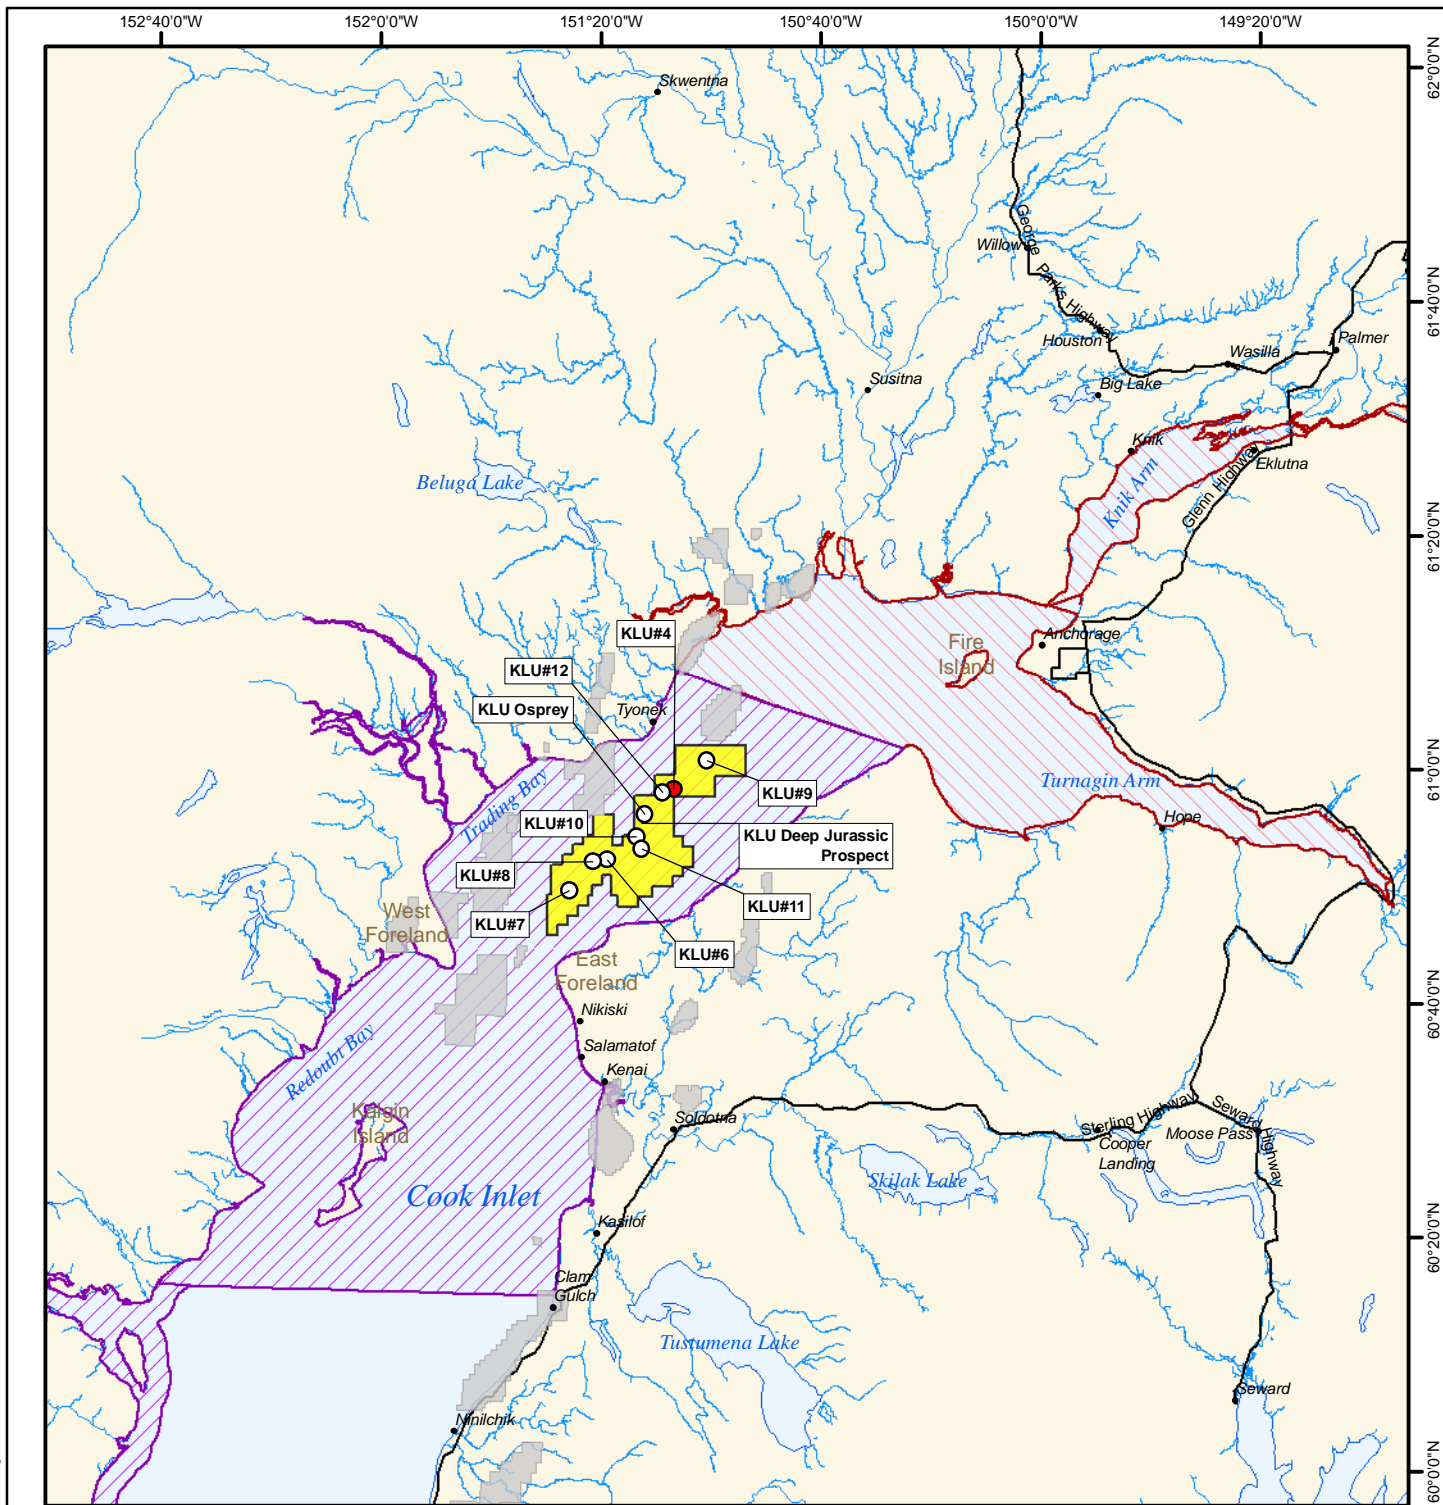 152°40'0"W
152°0'0"W
151°20'0"W
150°40'0"W
150°0'0"W
149°20'0"W
62°0'0"N
Skwentna
George Parks Highway
Willow
61°40'0"N
Houston
Palmer
Wasilla
Susitna
Big Lake
Knik
Eklutna
Beluga Lake
Knik Arm
Glenn Highway
61°20'0"N
KLU#4
Anchorage
Fire
Island
KLU#12
KLU Osprey
Tyonek
61°0'0"N
Turnagin Arm
Trading Bay
KLU#9
Hope
KLU#10
KLU Deep Jurassic
Prospect
KLU#8
KLU#11
West
Foreland
KLU#7
KLU#6
East
Foreland
60°40'0"N
Nikiski
Salamatof
Redoubt Bay
Kenai
Kalgin
Island
Soldotna
Sterling Highway
Seward Highway
Moose Pass
Cooper
Landing
Skilak Lake
Cook Inlet
Kasilof
60°20'0"N
Clam
Gulch
Tustumena Lake
Seward
Ninilchik
60°0'0"N